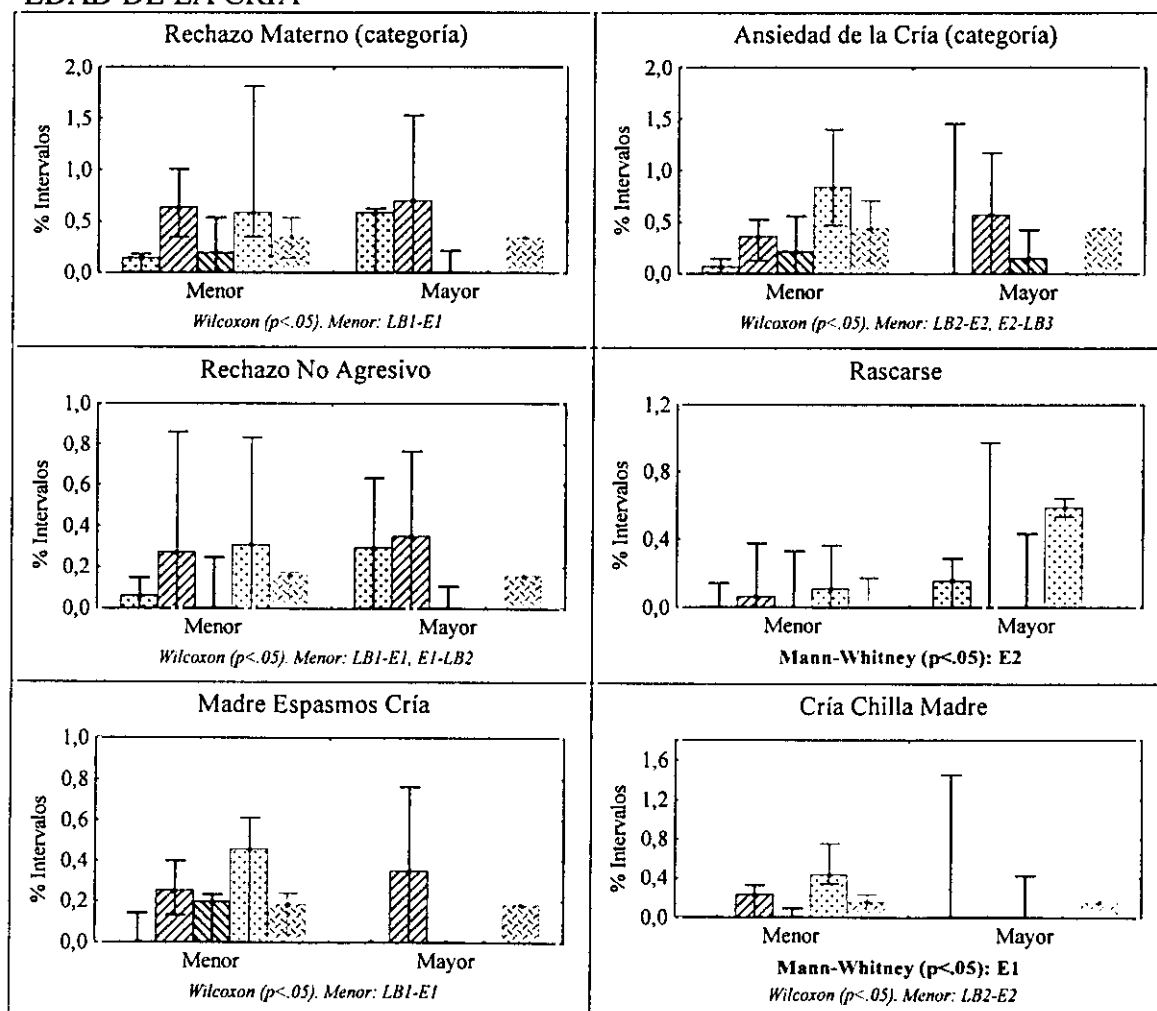 EDAD DE LA CRÍA
Rechazo Materno (categoría)
2,0
1,5
1,0
0,5
0,0
% Intervalos
Menor
Mayor
Wilcoxon (p<.05). Menor: LB1-E1
Ansiedad de la Cría (categoría)
2,0
1,5
1,0
0,5
0,0
% Intervalos
Menor
Mayor
Wilcoxon (p<.05). Menor: LB2-E2, E2-LB3
Rechazo No Agresivo
1,0
0,8
0,6
0,4
0,2
0,0
% Intervalos
Menor
Mayor
Wilcoxon (p<.05). Menor: LB1-E1, E1-LB2
Rascarse
1,2
0,8
0,4
0,0
% Intervalos
Menor
Mayor
Mann-Whitney (p<.05): E2
Madre Espasmos Cría
1,0
0,8
0,6
0,4
0,2
0,0
% Intervalos
Menor
Mayor
Wilcoxon (p<.05). Menor: LB1-E1
Cría Chilla Madre
1,6
1,2
0,8
0,4
0,0
% Intervalos
Menor
Mayor
Mann-Whitney (p<.05): E1
Wilcoxon (p<.05). Menor: LB2-E2